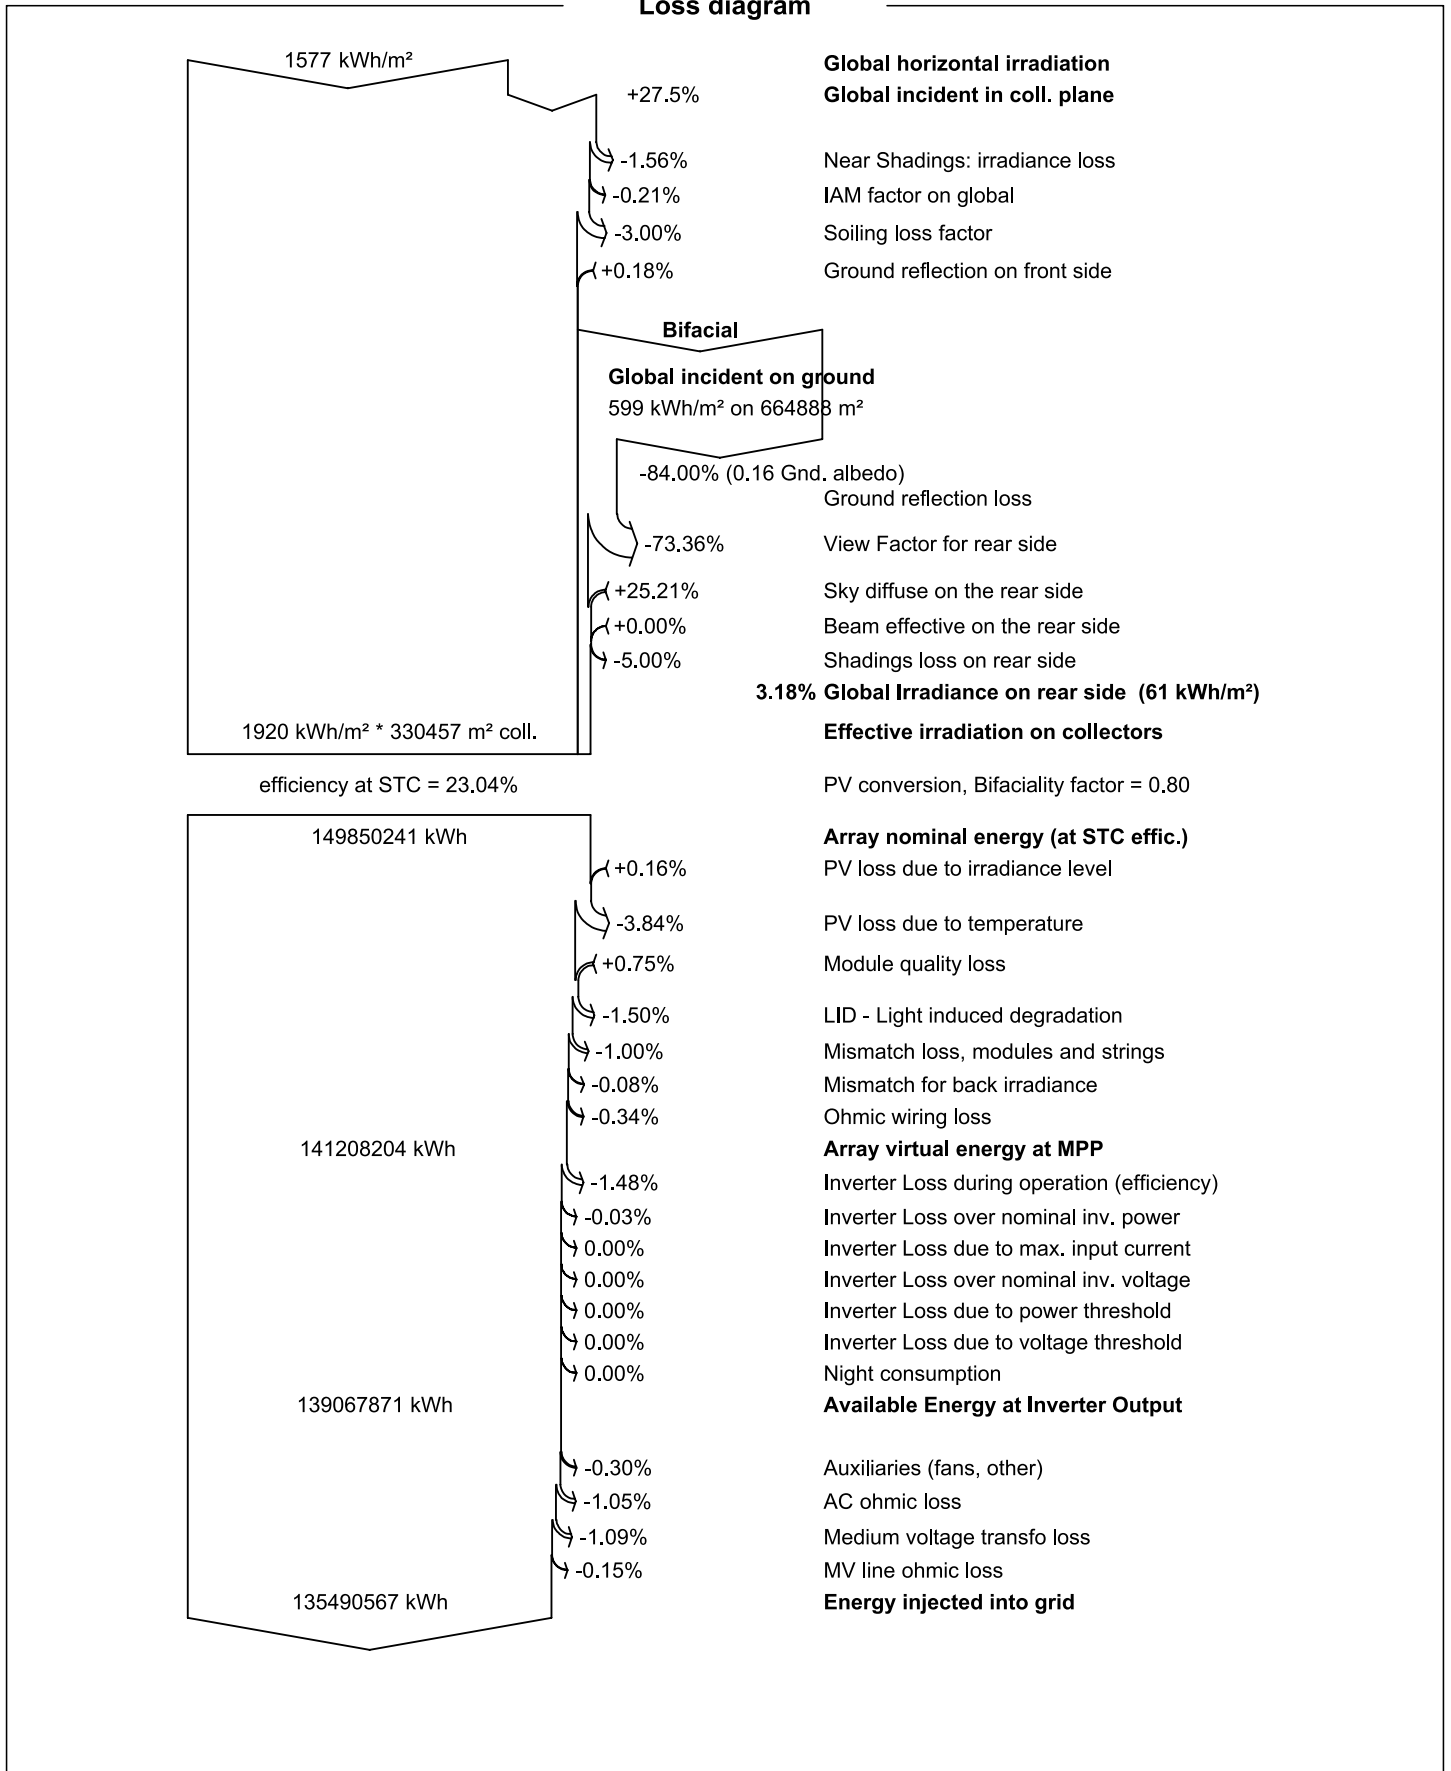 Loss diagram
1577 kWh/m² Global horizontal irradiation
+27.5% Global incident in coll. plane
-1.56% Near Shadings: irradiance loss
-0.21% IAM factor on global
-3.00% Soiling loss factor
+0.18% Ground reflection on front side
Bifacial
Global incident on ground
599 kWh/m² on 664888 m²
-84.00% (0.16 Gnd. albedo)
Ground reflection loss
-73.36% View Factor for rear side
+25.21% Sky diffuse on the rear side
+0.00% Beam effective on the rear side
-5.00% Shadings loss on rear side
3.18% Global Irradiance on rear side (61 kWh/m²)
1920 kWh/m² * 330457 m² coll. Effective irradiation on collectors
efficiency at STC = 23.04% PV conversion, Bifaciality factor = 0.80
149850241 kWh Array nominal energy (at STC effic.)
+0.16% PV loss due to irradiance level
-3.84% PV loss due to temperature
+0.75% Module quality loss
-1.50% LID - Light induced degradation
-1.00% Mismatch loss, modules and strings
-0.08% Mismatch for back irradiance
-0.34% Ohmic wiring loss
141208204 kWh Array virtual energy at MPP
-1.48% Inverter Loss during operation (efficiency)
-0.03% Inverter Loss over nominal inv. power
0.00% Inverter Loss due to max. input current
0.00% Inverter Loss over nominal inv. voltage
0.00% Inverter Loss due to power threshold
0.00% Inverter Loss due to voltage threshold
0.00% Night consumption
139067871 kWh Available Energy at Inverter Output
-0.30% Auxiliaries (fans, other)
-1.05% AC ohmic loss
-1.09% Medium voltage transfo loss
-0.15% MV line ohmic loss
135490567 kWh Energy injected into grid